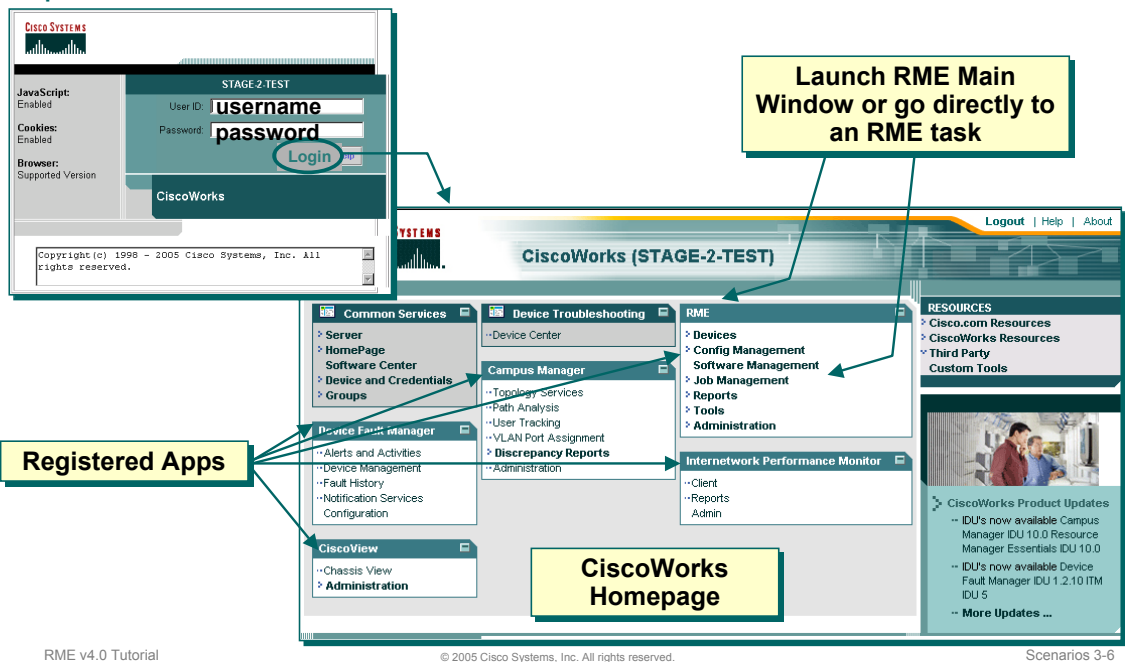 CISCO SYSTEMS
JavaScript:
Enabled
Cookies:
Enabled
Browser:
Supported Version
STAGE-2-TEST
User ID: username
Password: password
Login
CiscoWorks
Copyright(c) 1998 - 2005 Cisco Systems, Inc. All
rights reserved.
Launch RME Main
Window or go directly to
an RME task
YSTEMS
CiscoWorks (STAGE-2-TEST)
Logout | Help | About
Common Services
Server
HomePage
Software Center
Device and Credentials
Groups
Device Fault Manager
Alerts and Activities
Device Management
Fault History
Notification Services
Configuration
CiscoView
Chassis View
Administration
Device Troubleshooting
Device Center
Campus Manager
Topology Services
Path Analysis
User Tracking
VLAN Port Assignment
Discrepancy Reports
Administration
RME
Devices
Config Management
Software Management
Job Management
Reports
Tools
Administration
Internetwork Performance Monitor
Client
Reports
Admin
RESOURCES
Cisco.com Resources
CiscoWorks Resources
Third Party
Custom Tools
CiscoWorks Product Updates
IDU's now available Campus
Manager IDU 10.0 Resource
Manager Essentials IDU 10.0
IDU's now available Device
Fault Manager IDU 1.2.10 ITM
IDU 5
More Updates ...
Registered Apps
CiscoWorks
Homepage
RME v4.0 Tutorial
© 2005 Cisco Systems, Inc. All rights reserved.
Scenarios 3-6